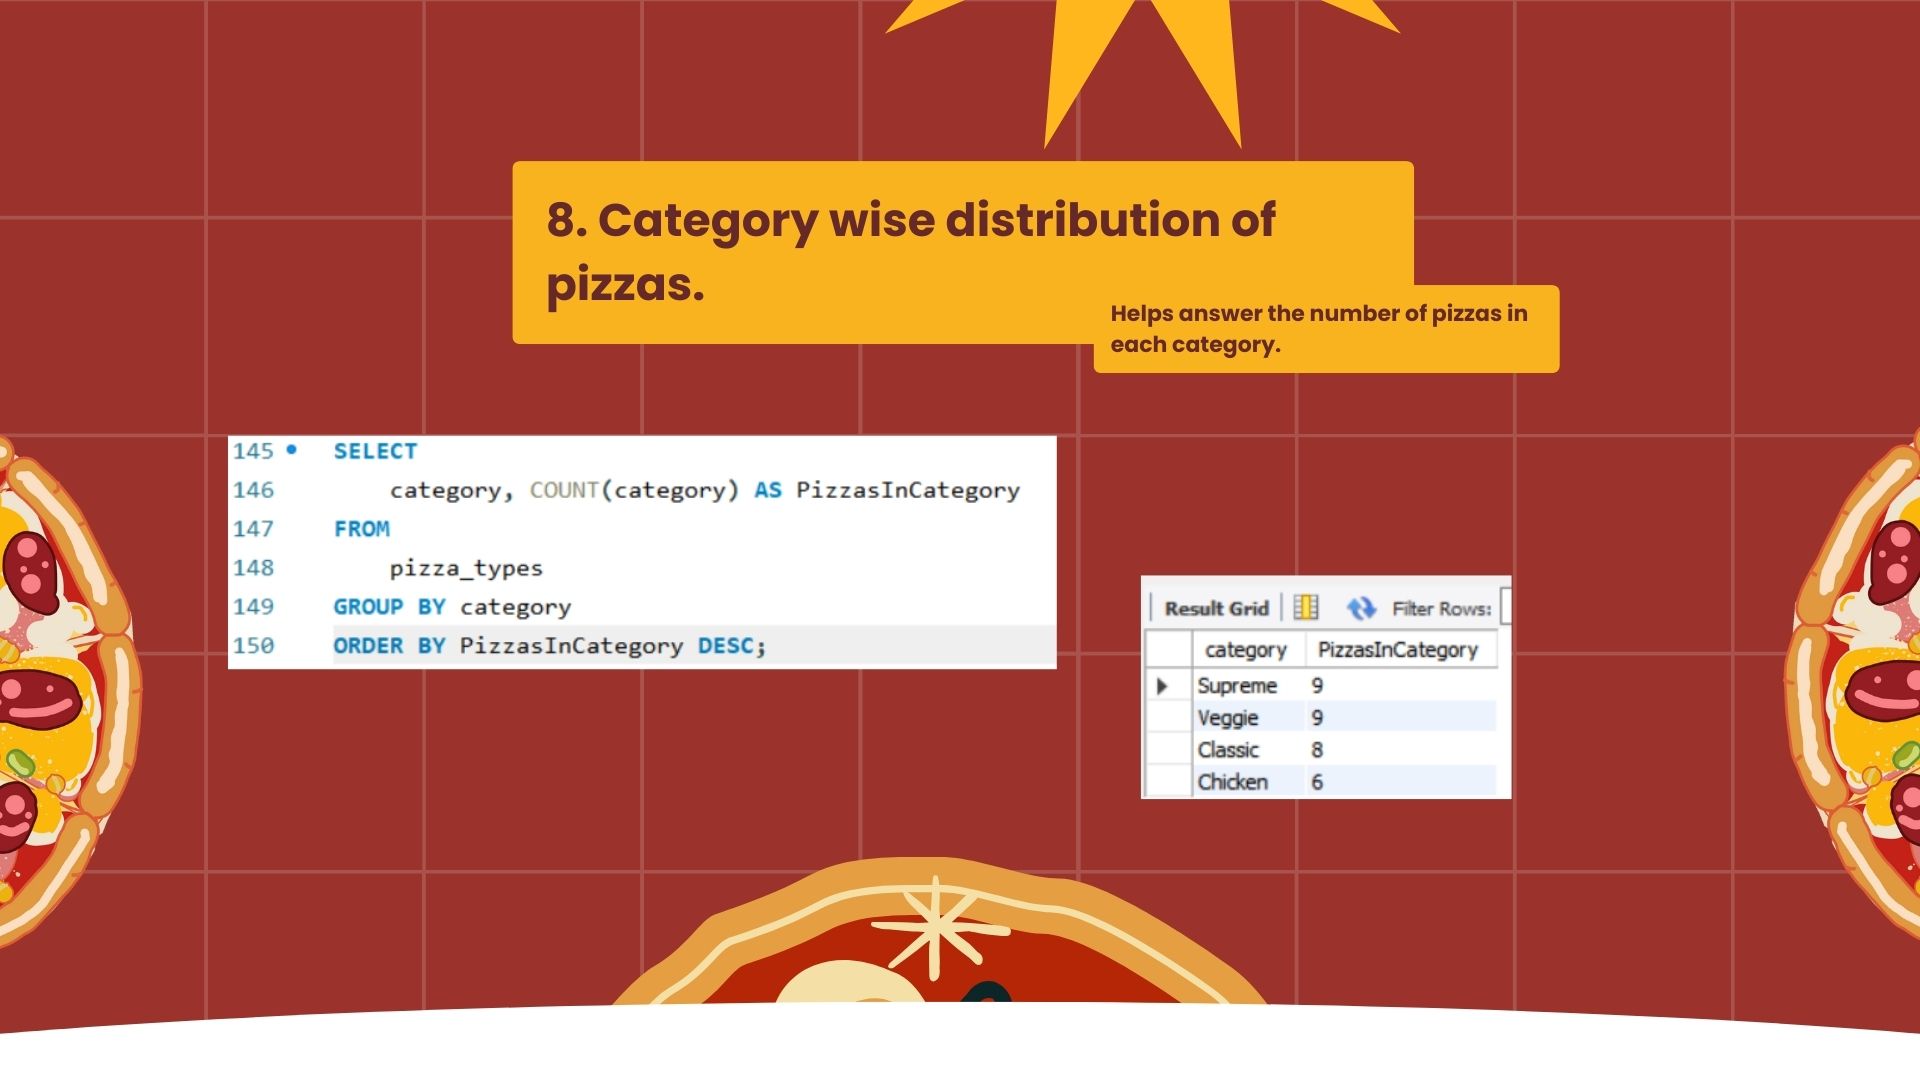 8. Category wise distribution of
pizzas.
Helps answer the number of pizzas in
each category.
145 SELECT
146 category, COUNT(category) AS PizzasInCategory
147 FROM
148 pizza_types
149 GROUP BY category
150 ORDER BY PizzasInCategory DESC;
Result Grid Filter Rows:
category PizzasInCategory
Supreme 9
Veggie 9
Classic 8
Chicken 6